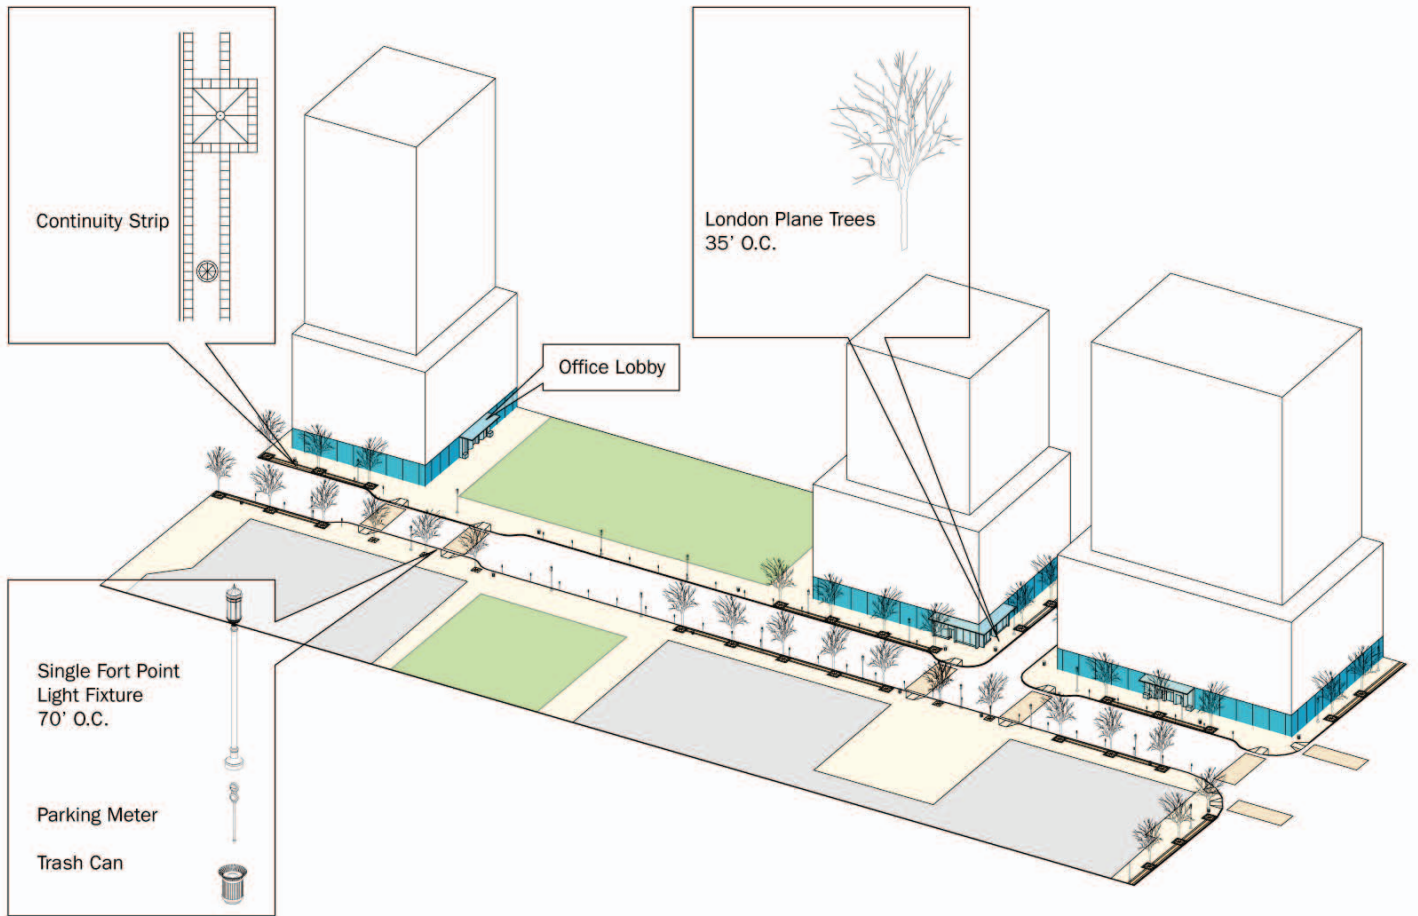 Continuity Strip
London Plane Trees
35' O.C.
Office Lobby
Single Fort Point
Light Fixture
70' O.C.
Parking Meter
Trash Can